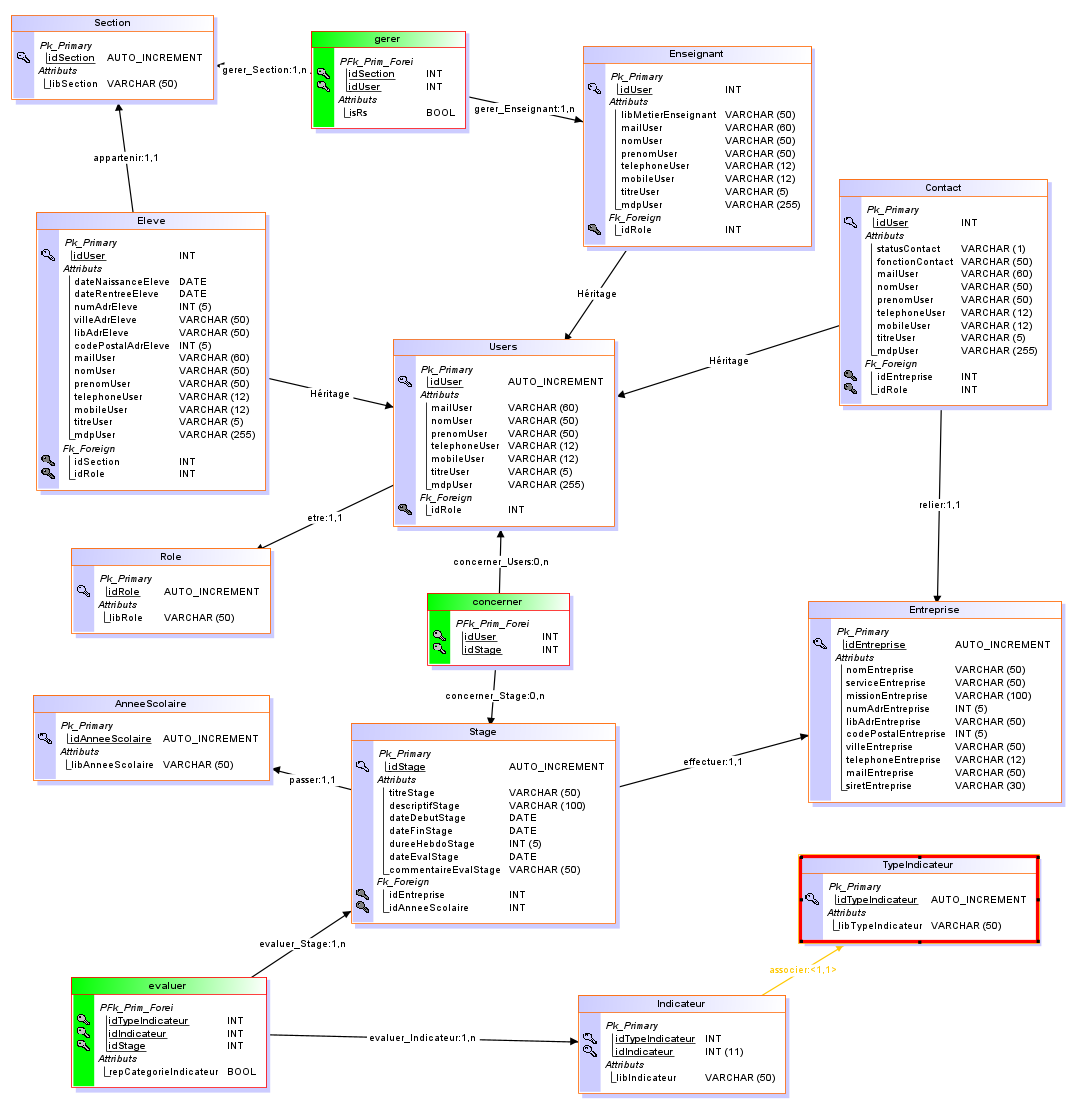 Section
Pk_Primary
idSection AUTO_INCREMENT
Attributs
libSection VARCHAR (50)
gerer_Section:1,n
gerer
PFk_Prim_Forei
idSection INT
idUser INT
Attributs
isRs BOOL
gerer_Enseignant:1,n
Enseignant
Pk_Primary
idUser INT
Attributs
libMetierEnseignant VARCHAR (50)
mailUser VARCHAR (60)
nomUser VARCHAR (50)
prenomUser VARCHAR (50)
telephoneUser VARCHAR (12)
mobileUser VARCHAR (12)
titreUser VARCHAR (5)
mdpUser VARCHAR (255)
Fk_Foreign
idRole INT
appartenir:1,1
Contact
Pk_Primary
idUser INT
Attributs
statusContact VARCHAR (1)
fonctionContact VARCHAR (50)
mailUser VARCHAR (60)
nomUser VARCHAR (50)
prenomUser VARCHAR (50)
telephoneUser VARCHAR (12)
mobileUser VARCHAR (12)
titreUser VARCHAR (5)
mdpUser VARCHAR (255)
Fk_Foreign
idEntreprise INT
idRole INT
Eleve
Pk_Primary
idUser INT
Attributs
dateNaissanceEleve DATE
dateRentreeEleve DATE
numAdrEleve INT (5)
villeAdrEleve VARCHAR (50)
libAdrEleve VARCHAR (50)
codePostalAdrEleve INT (5)
mailUser VARCHAR (60)
nomUser VARCHAR (50)
prenomUser VARCHAR (50)
telephoneUser VARCHAR (12)
mobileUser VARCHAR (12)
titreUser VARCHAR (5)
mdpUser VARCHAR (255)
Fk_Foreign
idSection INT
idRole INT
Héritage
Héritage
Héritage
Users
Pk_Primary
idUser AUTO_INCREMENT
Attributs
mailUser VARCHAR (60)
nomUser VARCHAR (50)
prenomUser VARCHAR (50)
telephoneUser VARCHAR (12)
mobileUser VARCHAR (12)
titreUser VARCHAR (5)
mdpUser VARCHAR (255)
Fk_Foreign
idRole INT
relier:1,1
etre:1,1
Role
Pk_Primary
idRole AUTO_INCREMENT
Attributs
libRole VARCHAR (50)
concerner_Users:0,n
concerner
PFk_Prim_Forei
idUser INT
idStage INT
concerner_Stage:0,n
Entreprise
Pk_Primary
idEntreprise AUTO_INCREMENT
Attributs
nomEntreprise VARCHAR (50)
serviceEntreprise VARCHAR (50)
missionEntreprise VARCHAR (100)
numAdrEntreprise INT (5)
libAdrEntreprise VARCHAR (50)
codePostalEntreprise INT (5)
villeEntreprise VARCHAR (50)
telephoneEntreprise VARCHAR (12)
mailEntreprise VARCHAR (50)
siretEntreprise VARCHAR (30)
AnneeScolaire
Pk_Primary
idAnneeScolaire AUTO_INCREMENT
Attributs
libAnneeScolaire VARCHAR (50)
passer:1,1
Stage
Pk_Primary
idStage AUTO_INCREMENT
Attributs
titreStage VARCHAR (50)
descriptifStage VARCHAR (100)
dateDebutStage DATE
dateFinStage DATE
dureeHebdoStage INT (5)
dateEvalStage DATE
commentaireEvalStage VARCHAR (50)
Fk_Foreign
idEntreprise INT
idAnneeScolaire INT
effectuer:1,1
TypeIndicateur
Pk_Primary
idTypeIndicateur AUTO_INCREMENT
Attributs
libTypeIndicateur VARCHAR (50)
evaluer_Stage:1,n
associer:<1,1>
evaluer
PFk_Prim_Forei
idTypeIndicateur INT
idIndicateur INT
idStage INT
Attributs
repCategorieIndicateur BOOL
evaluer_Indicateur:1,n
Indicateur
Pk_Primary
idTypeIndicateur INT
idIndicateur INT (11)
Attributs
libIndicateur VARCHAR (50)